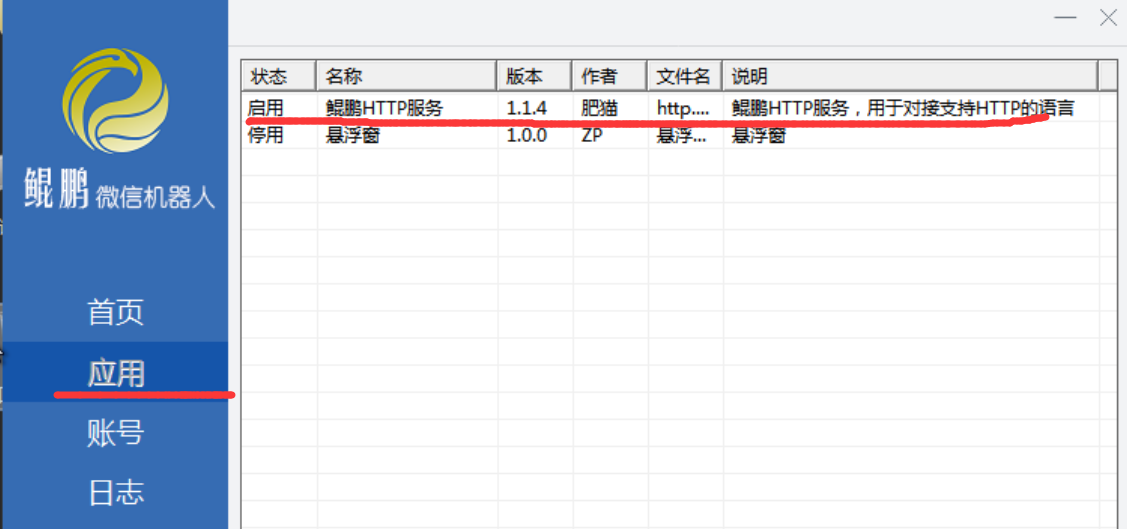 鲲鹏 微信机器人
首页
应用
账号
日志
状态 名称 版本 作者 文件名 说明
启用 鲲鹏HTTP服务 1.1.4 肥猫 http.... 鲲鹏HTTP服务，用于对接支持HTTP的语言
停用 悬浮窗 1.0.0 ZP 悬浮... 悬浮窗